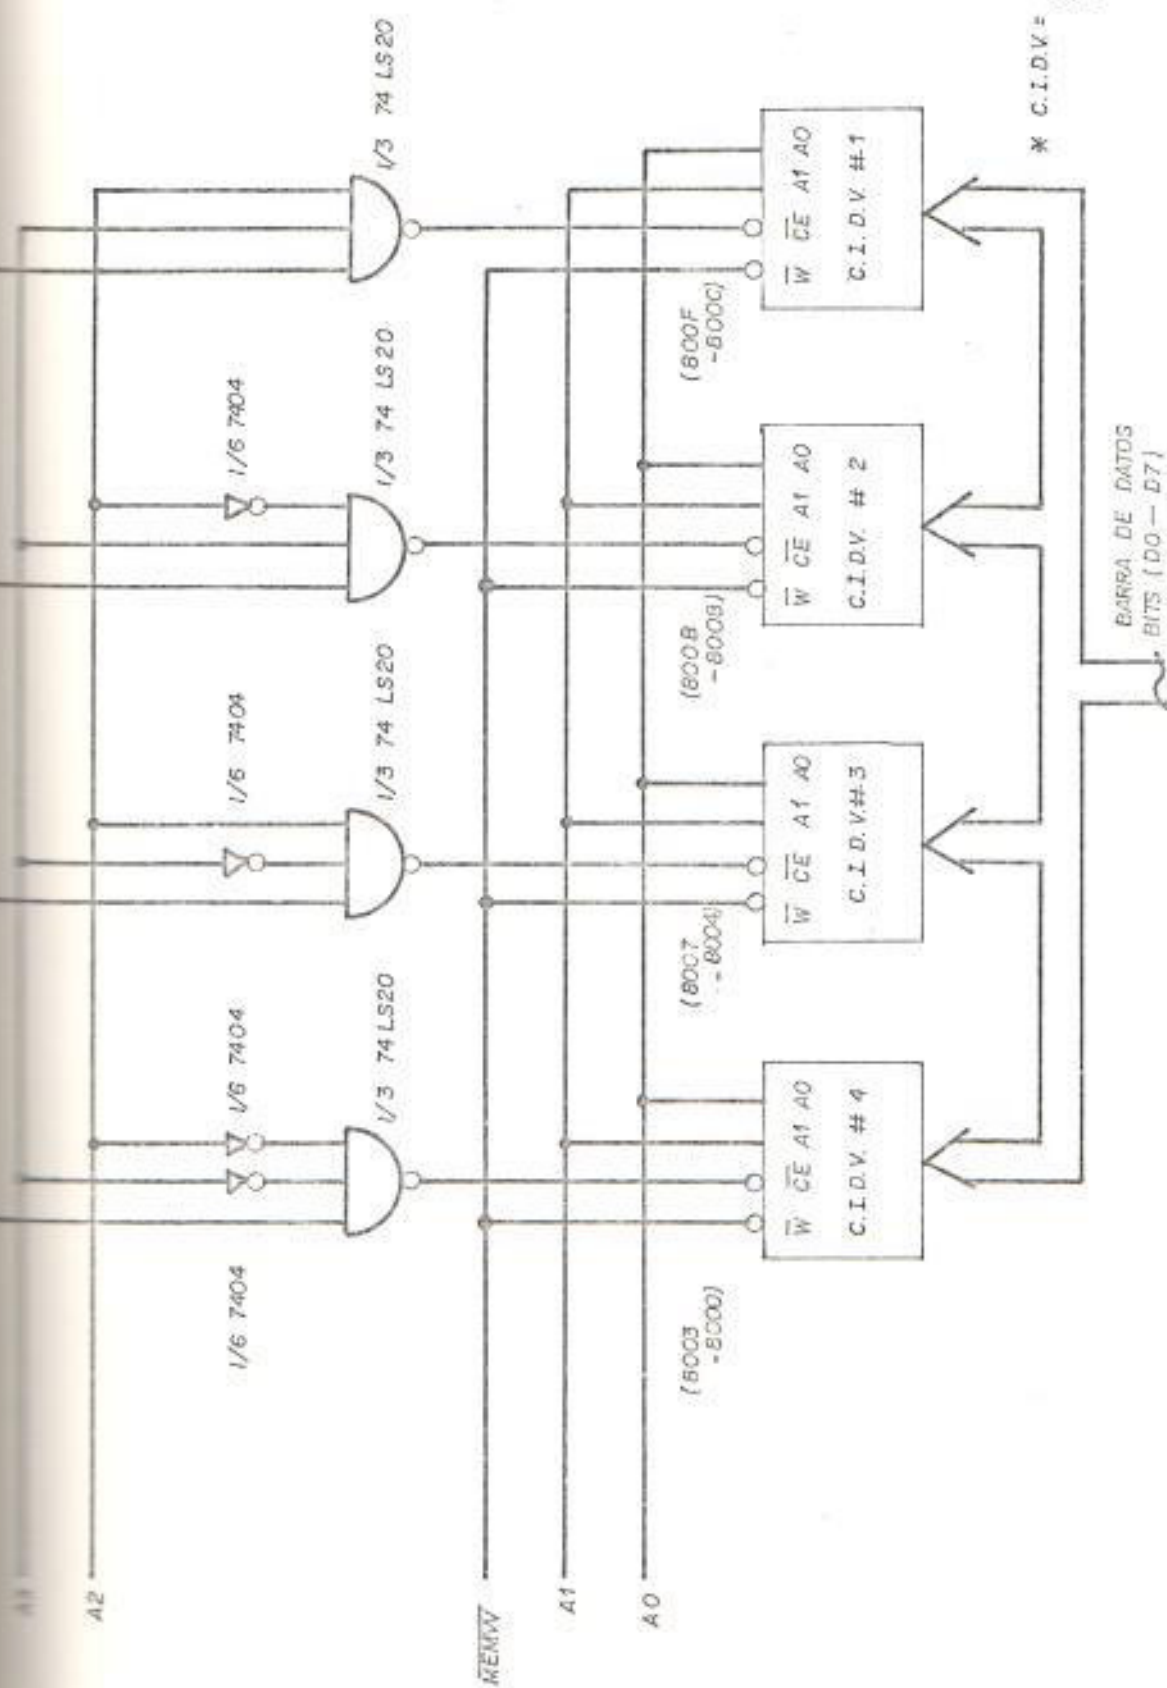 A2
MEMW
A1
A0
1/6 7404
1/6 7404
1/6 7404
1/6 7404
1/3 74LS20
1/3 74 LS20
1/3 74 LS20
1/3 74 LS20
(8003
-8000)
(8007
-8004)
(800B
-8008)
(800F
-800C)
W CE A1 A0
C.I.D.V. # 4
W CE A1 A0
C.I.D.V.#3
W CE A1 A0
C.I.D.V. # 2
W CE A1 A0
C.I.D.V. #1
BARRA DE DATOS
BITS (D0 — D7)
* C.I.D.V. =